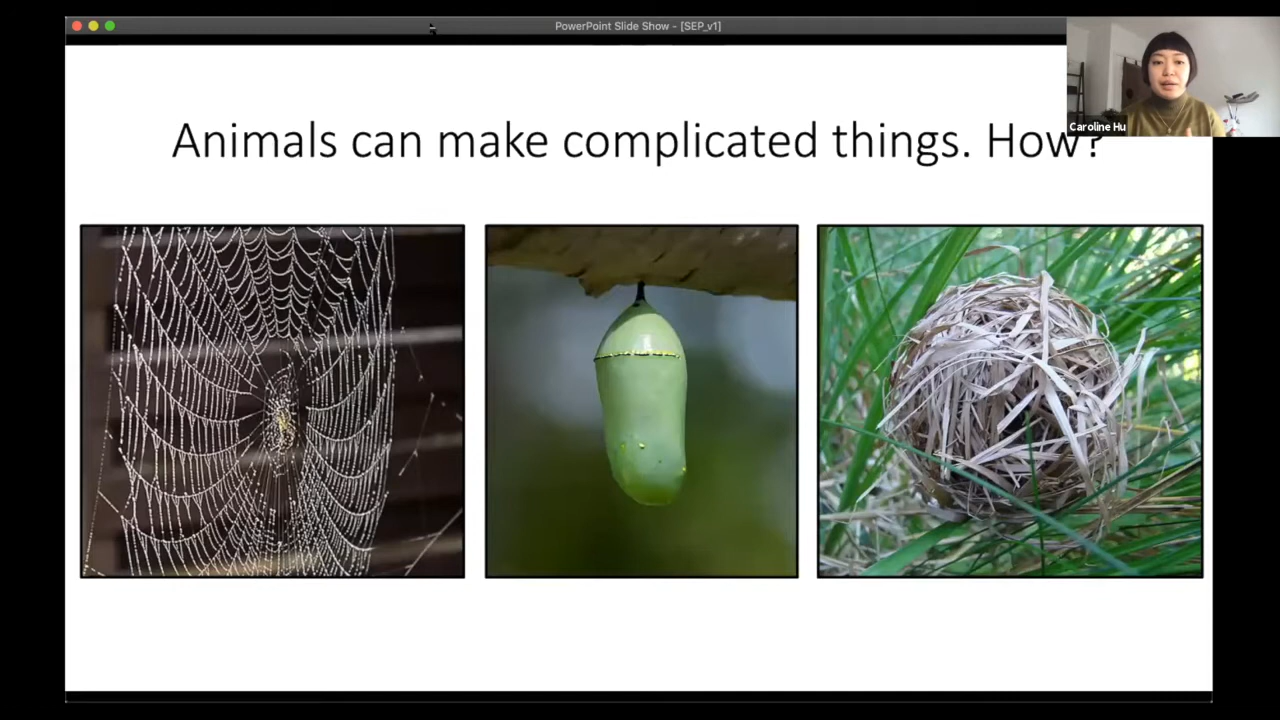 PowerPoint Slide Show - [SEP_v1]
Caroline Hu
Animals can make complicated things. How?